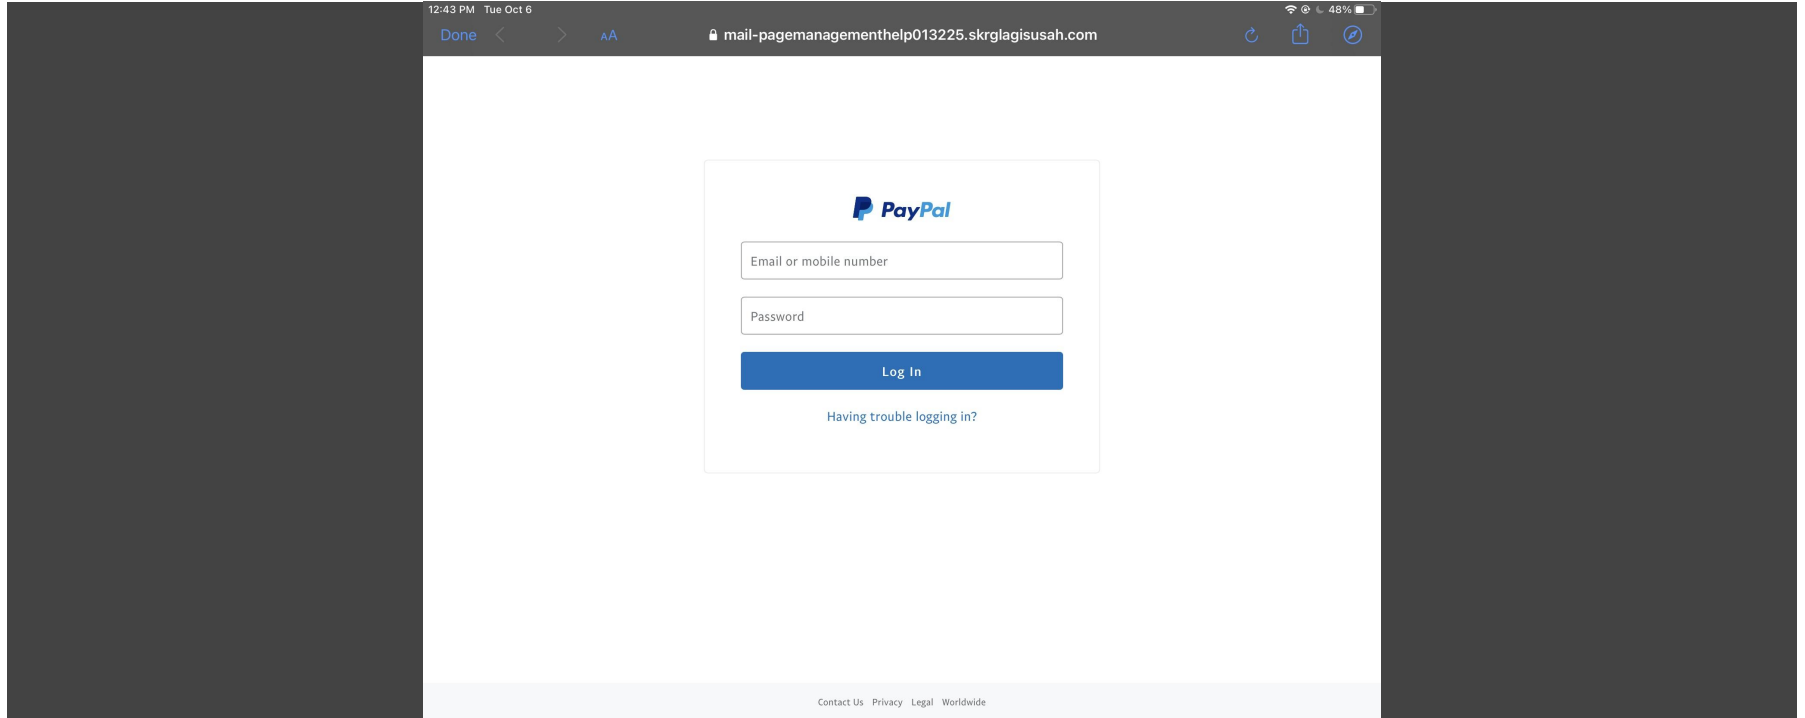 12:43 PM Tue Oct 6 48%
Done AA mail-pagemanagementhelp013225.skrglagisusah.com
PayPal
Email or mobile number
Password
Log In
Having trouble logging in?
Contact Us Privacy Legal Worldwide